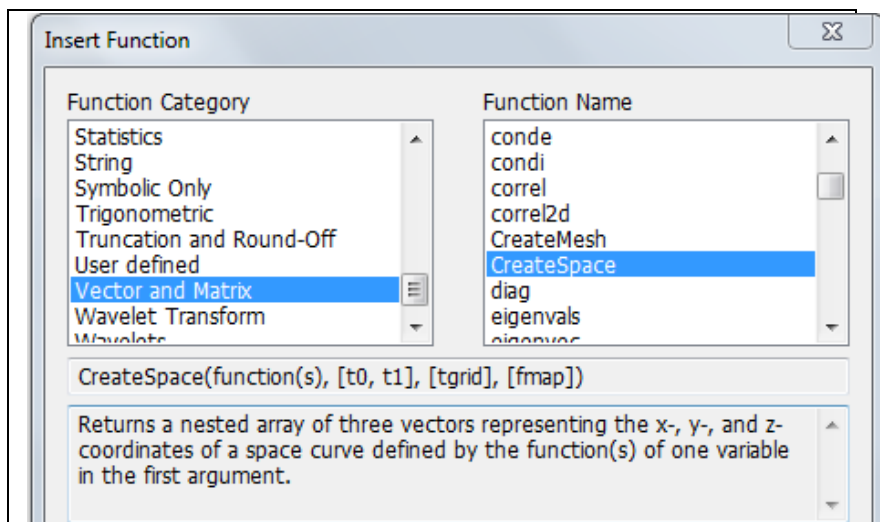 Insert Function
Function Category
Statistics
String
Symbolic Only
Trigonometric
Truncation and Round-Off
User defined
Vector and Matrix
Wavelet Transform
Wavelets
Function Name
conde
condi
correl
correl2d
CreateMesh
CreateSpace
diag
eigenvals
eigenvec
CreateSpace(function(s), [t0, t1], [tgrid], [fmap])
Returns a nested array of three vectors representing the x-, y-, and z-
coordinates of a space curve defined by the function(s) of one variable
in the first argument.